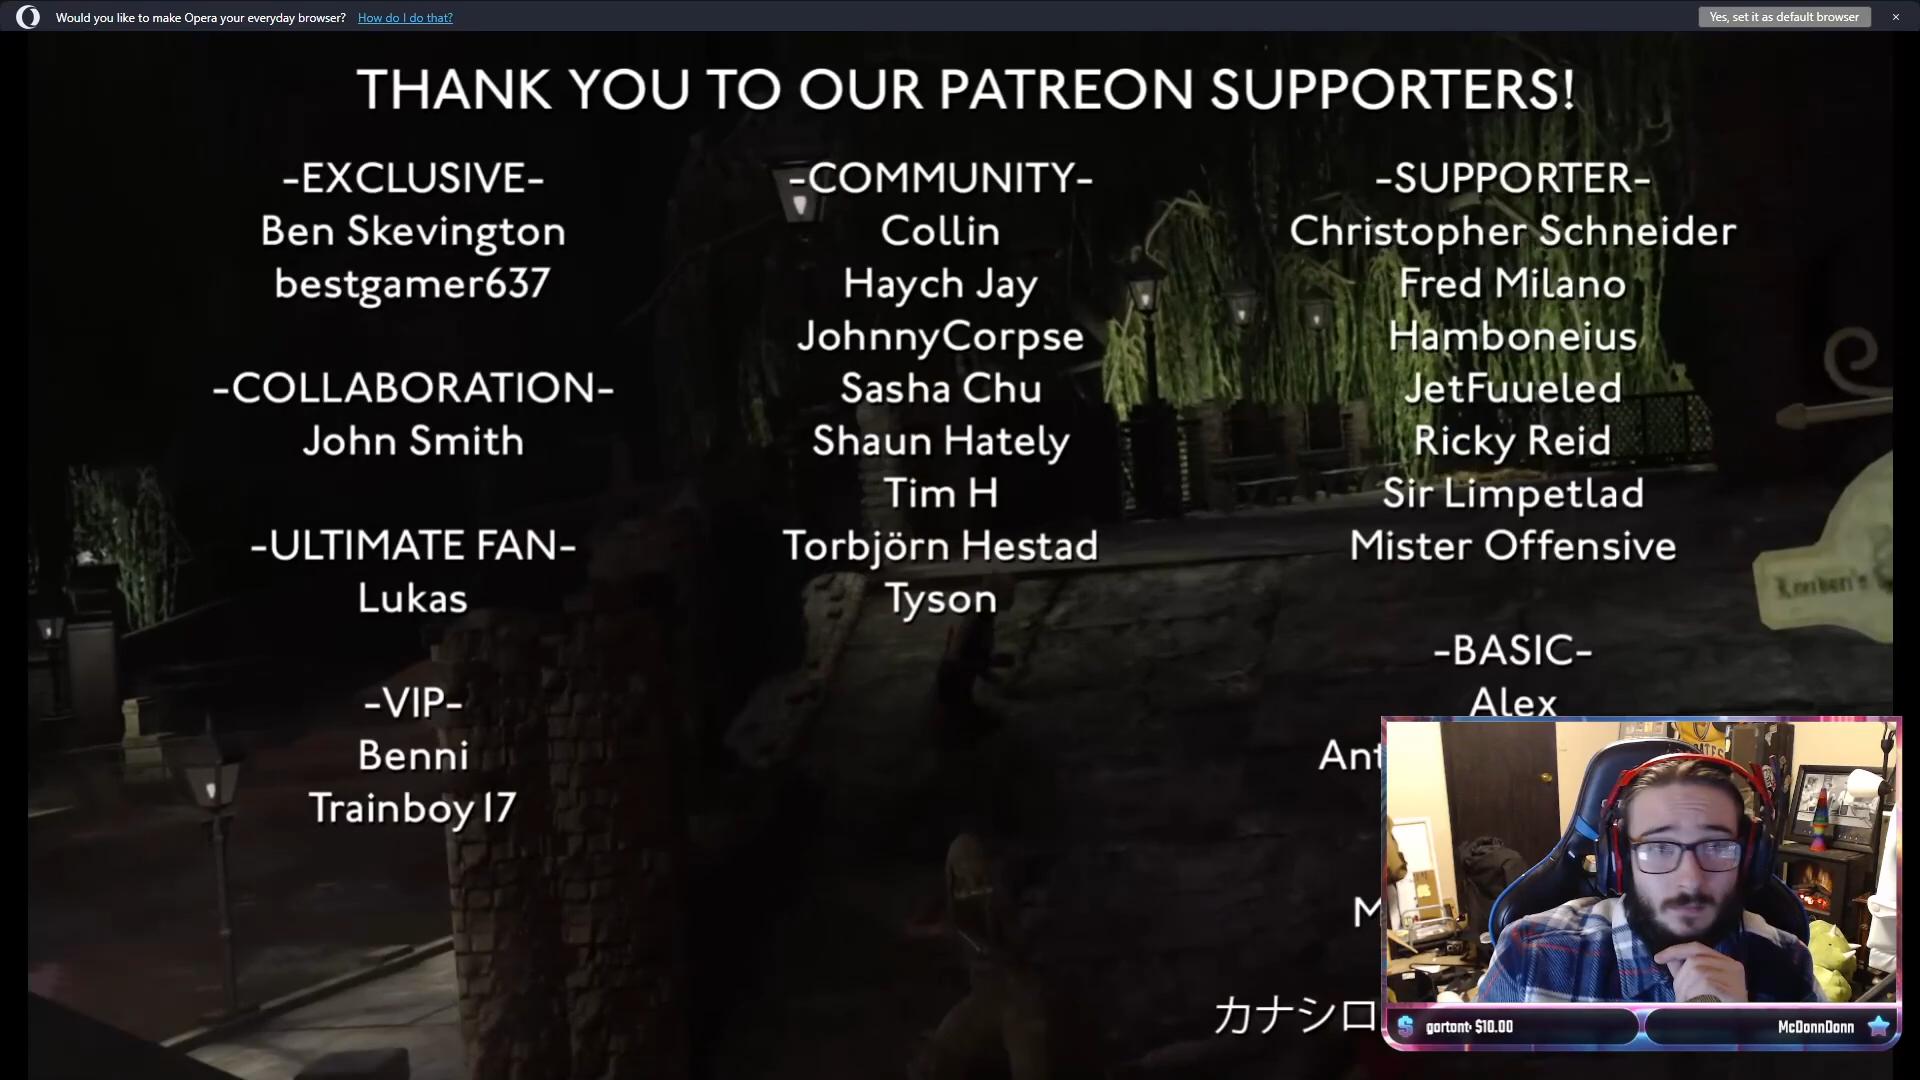 Would you like to make Opera your everyday browser? How do I do that?
Yes, set it as default browser
THANK YOU TO OUR PATREON SUPPORTERS!
-EXCLUSIVE-
Ben Skevington
bestgamer637
-COLLABORATION-
John Smith
-ULTIMATE FAN-
Lukas
-VIP-
Benni
Trainboy17
-COMMUNITY-
Collin
Haych Jay
JohnnyCorpse
Sasha Chu
Shaun Hately
Tim H
Torbjörn Hestad
Tyson
-SUPPORTER-
Christopher Schneider
Fred Milano
Hamboneius
JetFuueled
Ricky Reid
Sir Limpetlad
Mister Offensive
-BASIC-
Alex
Ant
M
カナシロ
gortont: $10.00
McDonnDonn